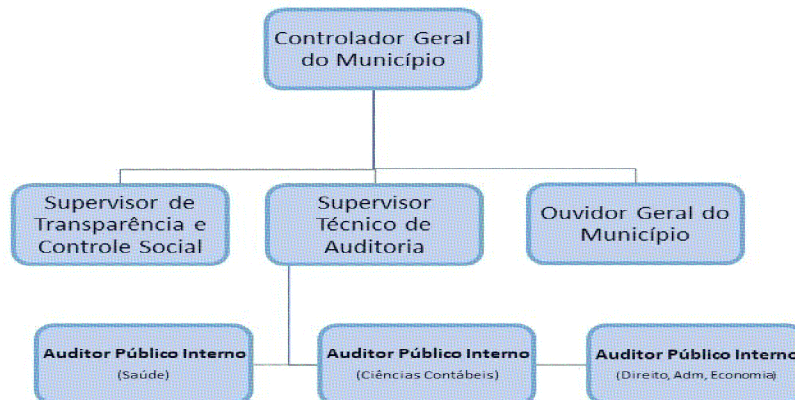 Controlador Geral
do Município
Supervisor de
Transparência e
Controle Social
Supervisor
Técnico de
Auditoria
Ouvidor Geral do
Município
Auditor Público Interno
(Saúde)
Auditor Público Interno
(Ciências Contábeis)
Auditor Público Interno
(Direito, Adm, Economia)